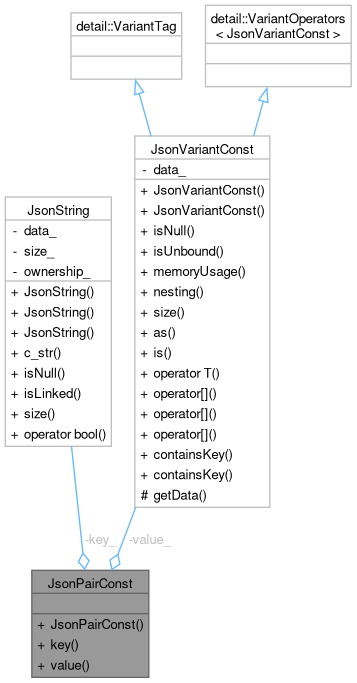 detail::VariantTag
detail::VariantOperators
< JsonVariantConst >
JsonVariantConst
- data_
+ JsonVariantConst()
+ JsonVariantConst()
+ isNull()
+ isUnbound()
+ memoryUsage()
+ nesting()
+ size()
+ as()
+ is()
+ operator T()
+ operator[]()
+ operator[]()
+ operator[]()
+ containsKey()
+ containsKey()
# getData()
JsonString
- data_
- size_
- ownership_
+ JsonString()
+ JsonString()
+ JsonString()
+ c_str()
+ isNull()
+ isLinked()
+ size()
+ operator bool()
-key_
-value_
JsonPairConst
+ JsonPairConst()
+ key()
+ value()